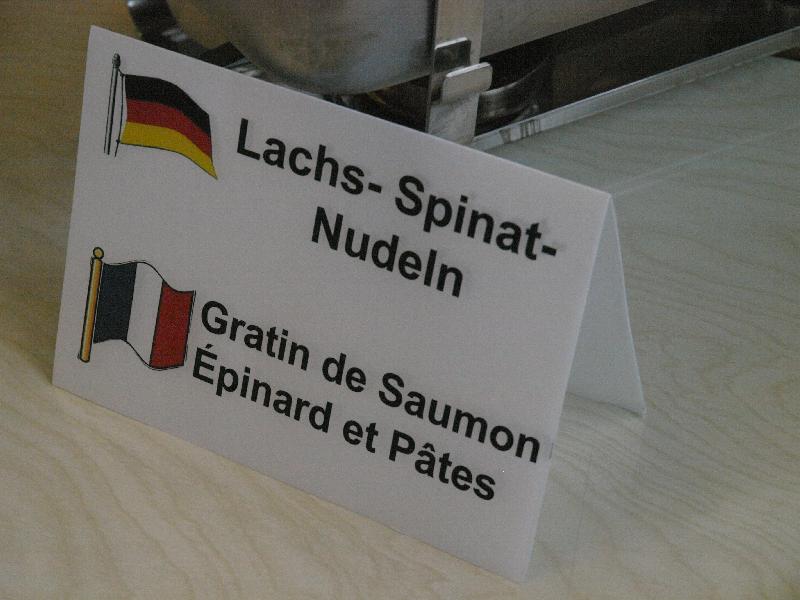 Lachs- Spinat-
Nudeln
Gratin de Saumon
Épinard et Pâtes